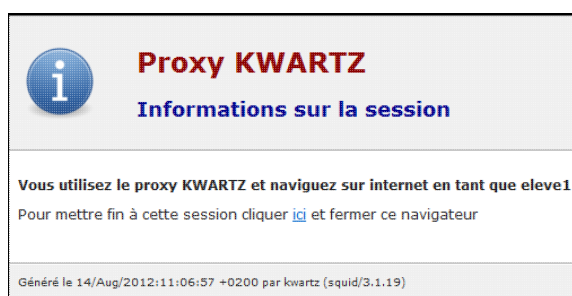 Proxy KWARTZ
Informations sur la session
Vous utilisez le proxy KWARTZ et naviguez sur internet en tant que eleve1
Pour mettre fin à cette session cliquer ici et fermer ce navigateur
Généré le 14/Aug/2012:11:06:57 +0200 par kwartz (squid/3.1.19)